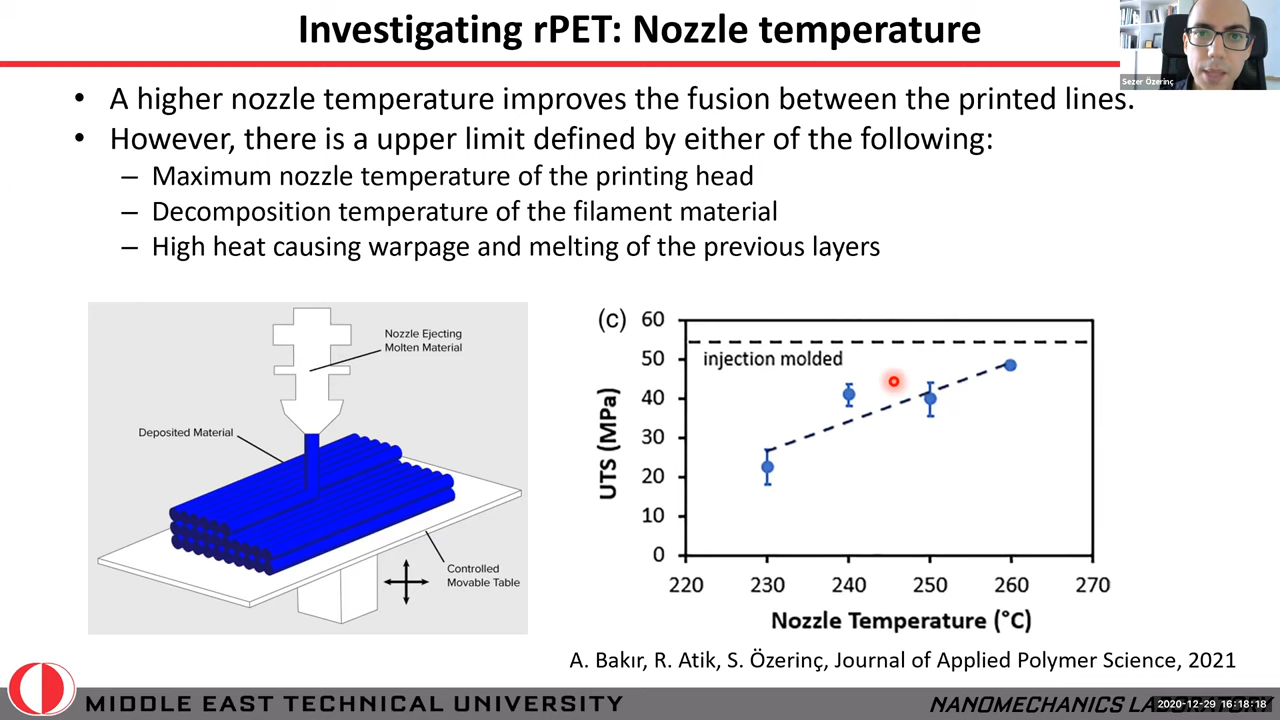 Investigating rPET: Nozzle temperature
Sezer Özerinç
• A higher nozzle temperature improves the fusion between the printed lines.
• However, there is a upper limit defined by either of the following:
– Maximum nozzle temperature of the printing head
– Decomposition temperature of the filament material
– High heat causing warpage and melting of the previous layers
Nozzle Ejecting
Molten Material
Deposited Material
Controlled
Movable Table
(c)
60
50
40
30
20
10
0
UTS (MPa)
injection molded
220 230 240 250 260 270
Nozzle Temperature (°C)
A. Bakır, R. Atik, S. Özerinç, Journal of Applied Polymer Science, 2021
MIDDLE EAST TECHNICAL UNIVERSITY
NANOMECHANICS
2020-12-29 16:18:18